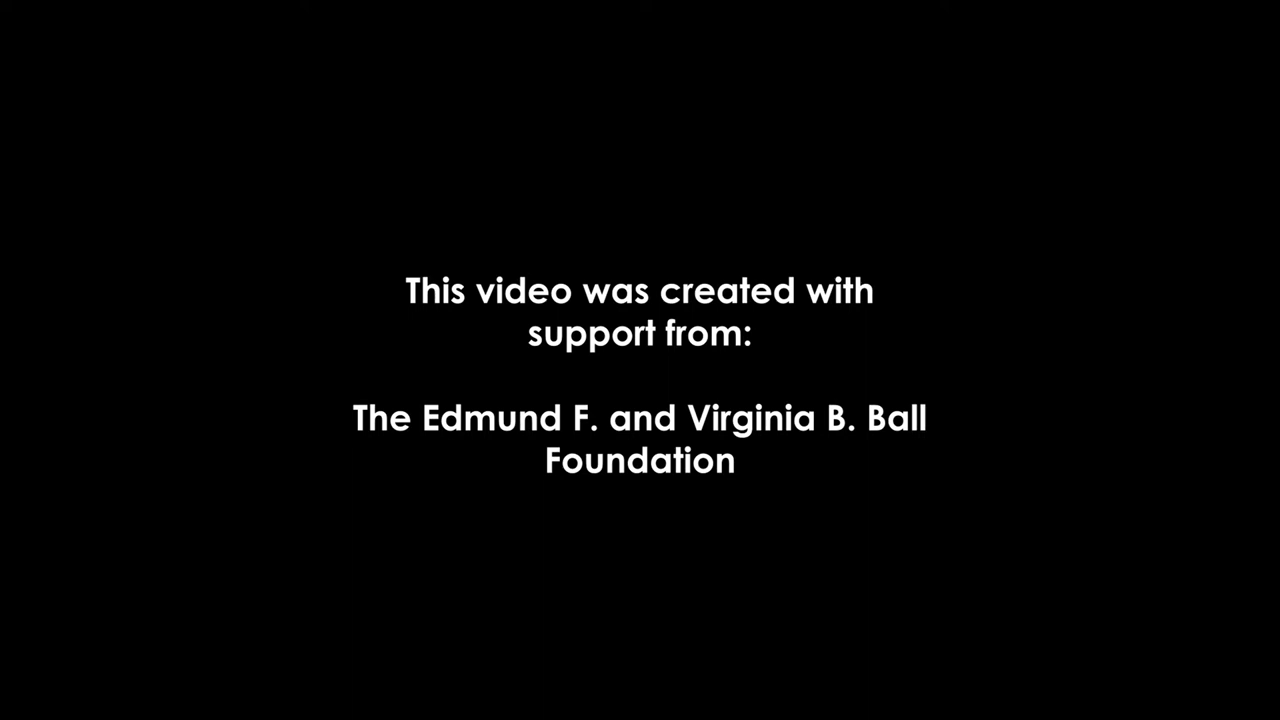 This video was created with
support from:
The Edmund F. and Virginia B. Ball
Foundation